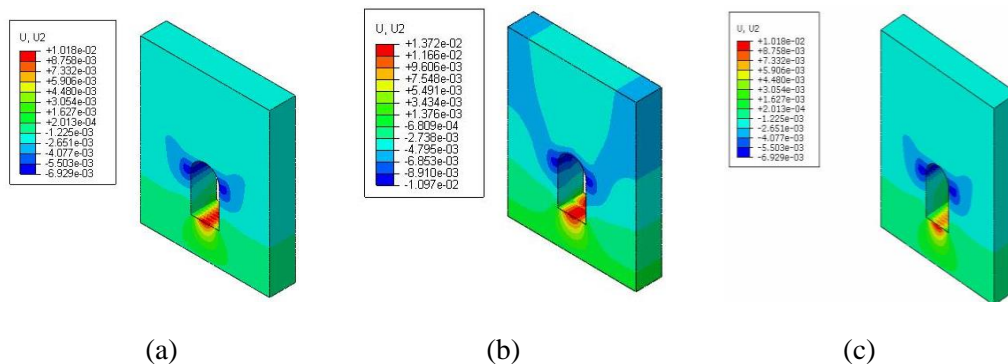 U, U2
+1.018e-02
+8.758e-03
+7.332e-03
+5.906e-03
+4.480e-03
+3.054e-03
+1.627e-03
+2.013e-04
-1.225e-03
-2.651e-03
-4.077e-03
-5.503e-03
-6.929e-03
U, U2
+1.372e-02
+1.166e-02
+9.606e-03
+7.548e-03
+5.491e-03
+3.434e-03
+1.376e-03
-6.809e-04
-2.738e-03
-4.795e-03
-6.853e-03
-8.910e-03
-1.097e-02
U, U2
+1.018e-02
+8.758e-03
+7.332e-03
+5.906e-03
+4.480e-03
+3.054e-03
+1.627e-03
+2.013e-04
-1.225e-03
-2.651e-03
-4.077e-03
-5.503e-03
-6.929e-03
(a)
(b)
(c)